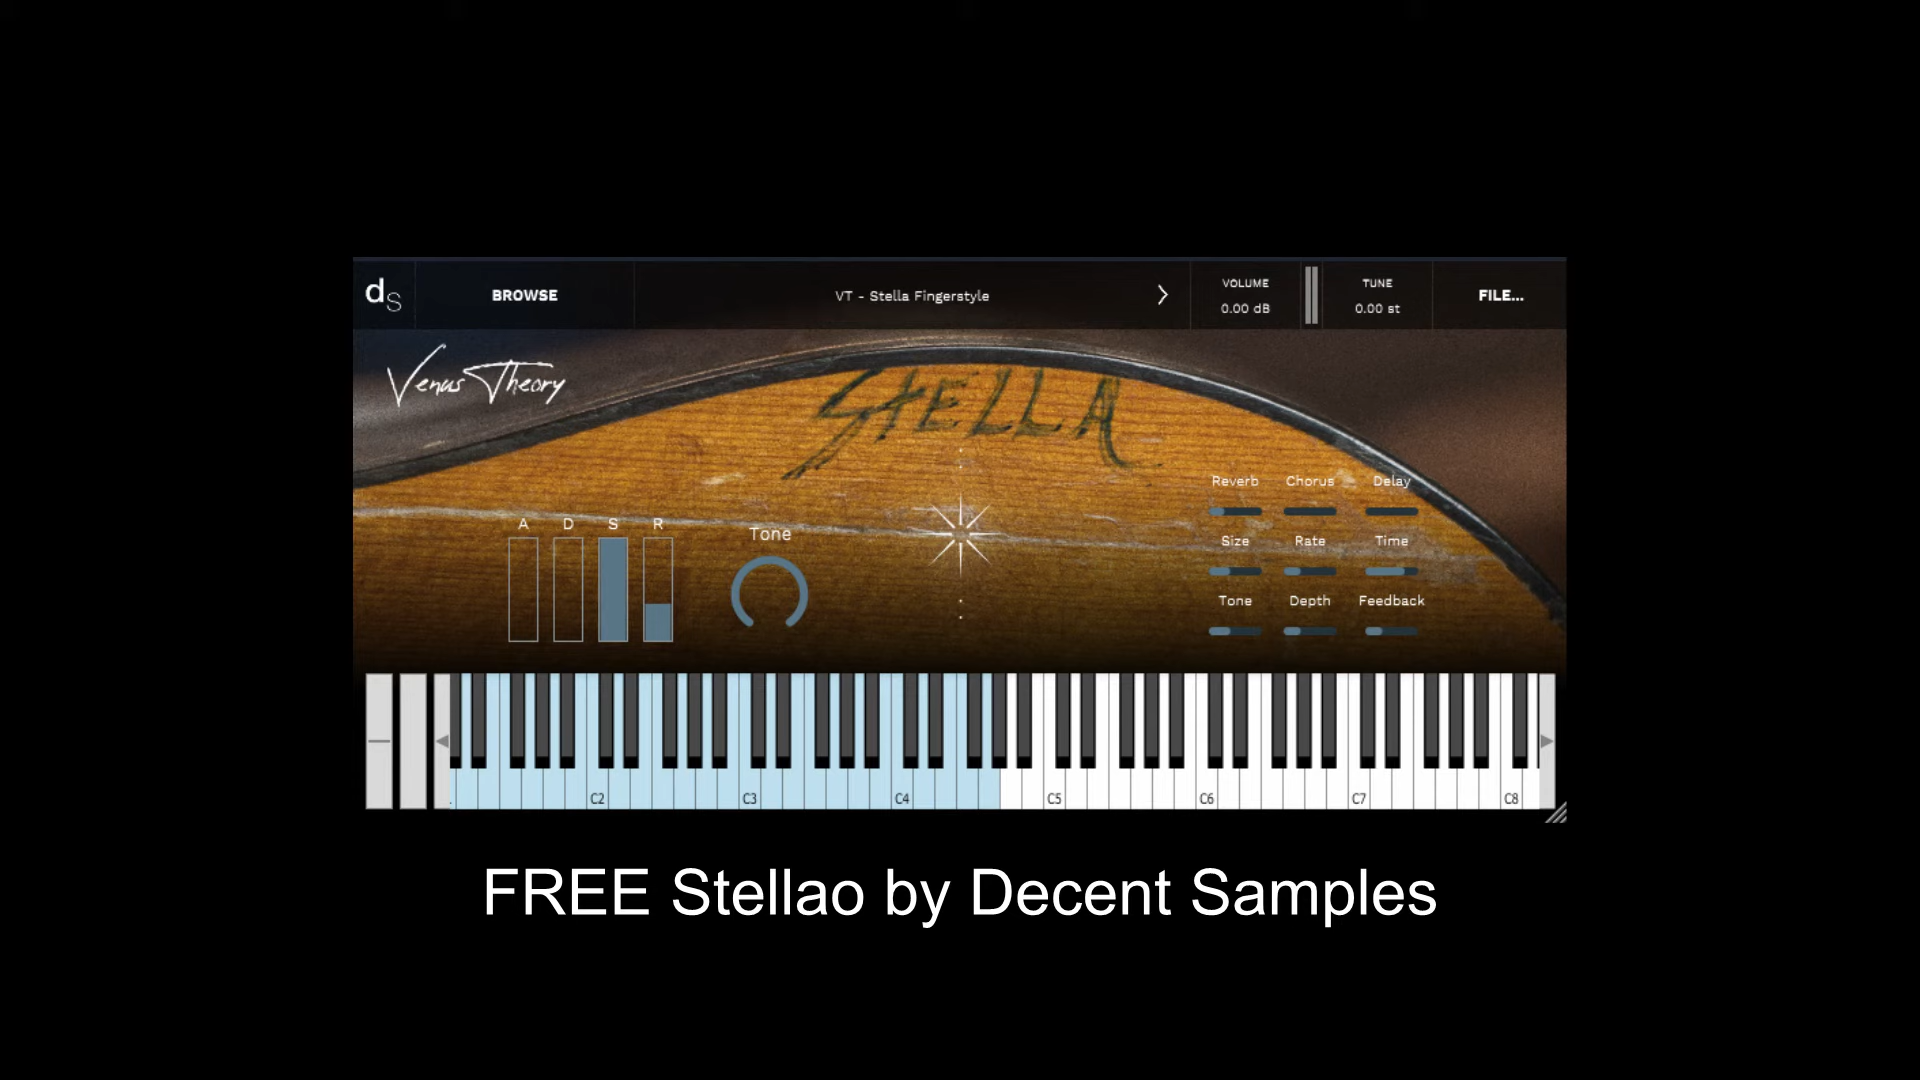 ds
BROWSE
VT - Stella Fingerstyle
VOLUME
0.00 dB
TUNE
0.00 st
FILE...
Venus Theory
STELLA
A D S R
Tone
Reverb Chorus Delay
Size Rate Time
Tone Depth Feedback
C2 C3 C4 C5 C6 C7 C8
FREE Stellao by Decent Samples